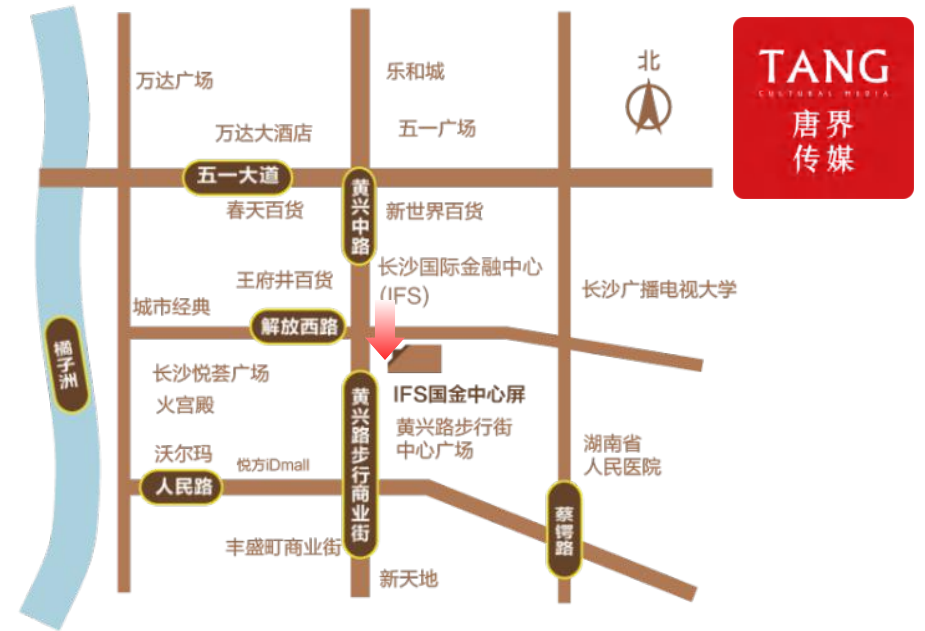 乐和城
北
万达广场
TANG
CULTURAL MEDIA
唐界
传媒
万达大酒店
五一广场
五一大道
黄兴中路
春天百货
新世界百货
长沙国际金融中心
(IFS)
王府井百货
长沙广播电视大学
城市经典
解放西路
橘子洲
长沙悦荟广场
火宫殿
IFS国金中心屏
黄兴路步行商业街
黄兴路步行街
中心广场
沃尔玛
悦方iDmall
湖南省
人民医院
人民路
蔡锷路
丰盛町商业街
新天地